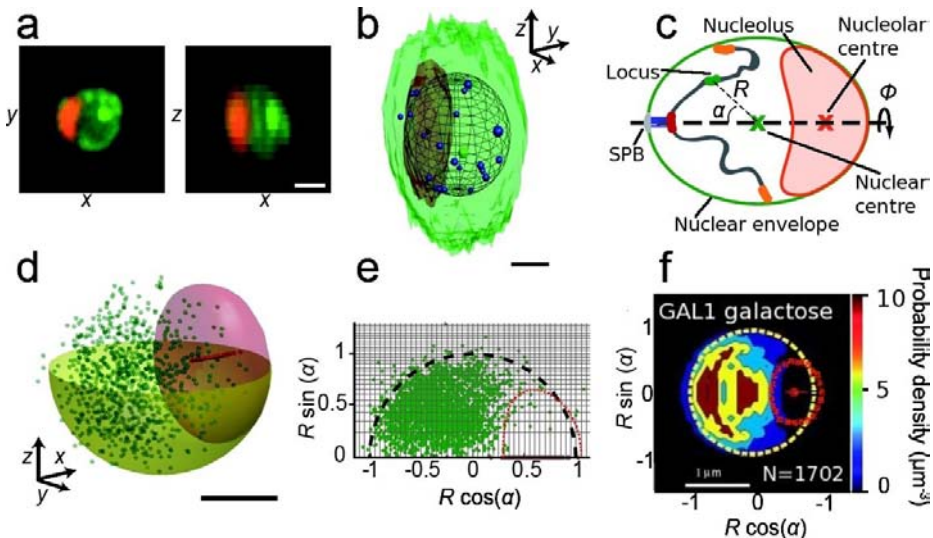 a
y
x
z
x
b
z
y
x
c
Nucleolus
Nucleolar
centre
Locus
R
α
Φ
SPB
Nuclear
centre
Nuclear envelope
d
z
x
y
e
R sin (α)
1
0.5
0
-1
-0.5
0
0.5
1
R cos(α)
f
GAL1 galactose
R sin (α)
1
0
-1
1 μm
N=1702
-1
0
-1
R cos(α)
10
5
0
Probability density (μm⁻³)